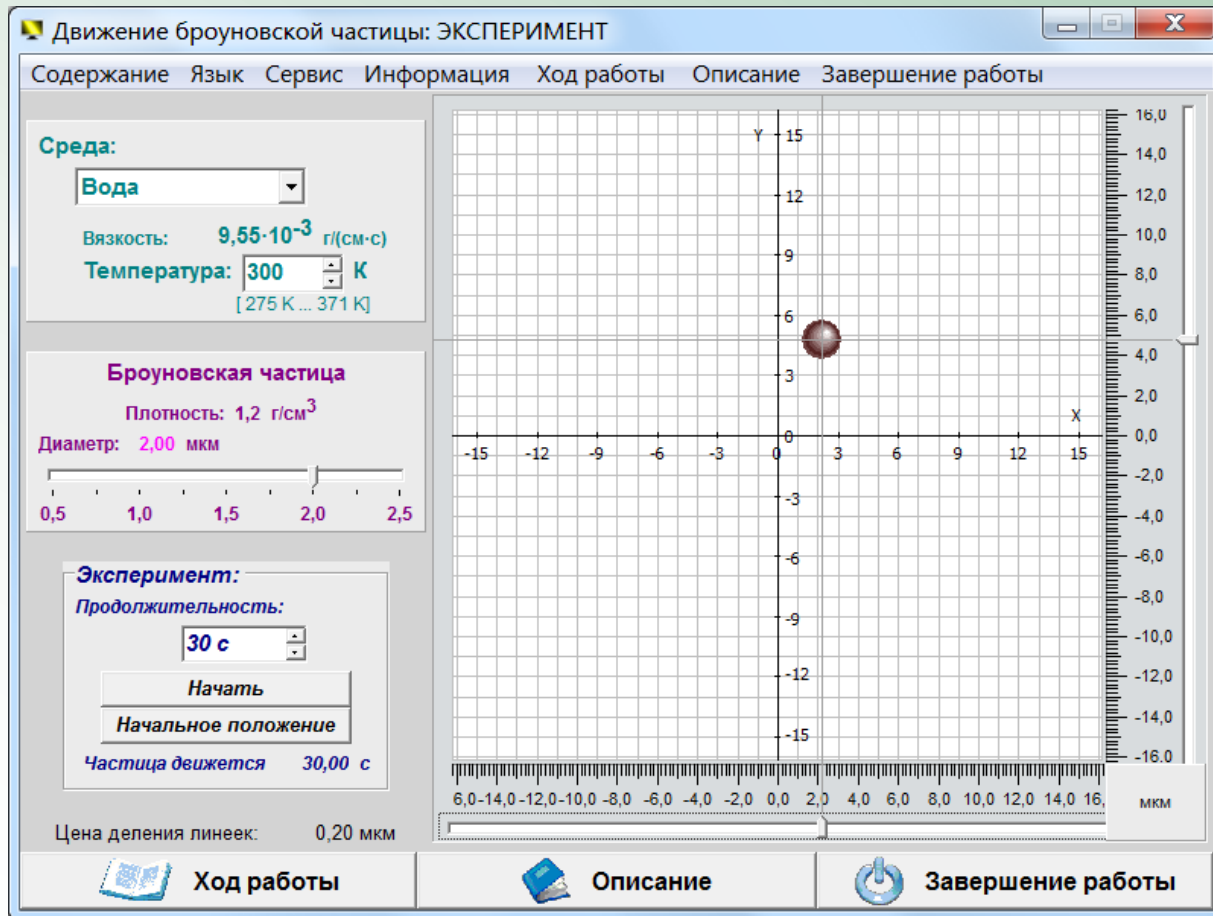 Движение броуновской частицы: ЭКСПЕРИМЕНТ
Содержание Язык Сервис Информация Ход работы Описание Завершение работы
Среда:
Вода
Вязкость: 9,55·10⁻³ г/(см·с)
Температура: 300 К
[ 275 К ... 371 К]
Броуновская частица
Плотность: 1,2 г/см³
Диаметр: 2,00 мкм
0,5 1,0 1,5 2,0 2,5
Эксперимент:
Продолжительность:
30 с
Начать
Начальное положение
Частица движется 30,00 с
Цена деления линеек: 0,20 мкм
Y 15
12
9
6
3
0
X
-15 -12 -9 -6 -3 0 3 6 9 12 15
-3
-6
-9
-12
-15
16,0
14,0
12,0
10,0
8,0
6,0
4,0
2,0
0,0
-2,0
-4,0
-6,0
-8,0
-10,0
-12,0
-14,0
-16,0
6,0 -14,0 -12,0 -10,0 -8,0 -6,0 -4,0 -2,0 0,0 2,0 4,0 6,0 8,0 10,0 12,0 14,0 16,
мкм
Ход работы Описание Завершение работы